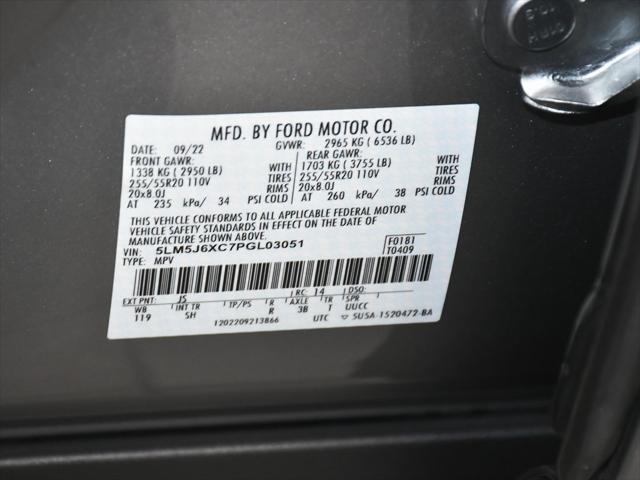 MFD. BY FORD MOTOR CO.
DATE: 09/22 GVWR: 2965 KG ( 6536 LB)
FRONT GAWR: REAR GAWR:
1338 KG ( 2950 LB) WITH 1703 KG ( 3755 LB) WITH
255/55R20 110V TIRES 255/55R20 110V TIRES
20x8.0J RIMS 20x8.0J RIMS
AT 235 kPa/ 34 PSI COLD AT 260 kPa/ 38 PSI COLD
THIS VEHICLE CONFORMS TO ALL APPLICABLE FEDERAL MOTOR
VEHICLE SAFETY STANDARDS IN EFFECT ON THE DATE OF
MANUFACTURE SHOWN ABOVE.
VIN: 5LM5J6XC7PGL03051 F0181
TYPE: MPV T0409
EXT PNT: JS RC: 14 DSO:
WB INT TR TP/PS R AXLE TR SPR
119 SH R 3B T UUCC
1202209213866 UTC 5U5A-1520472-BA